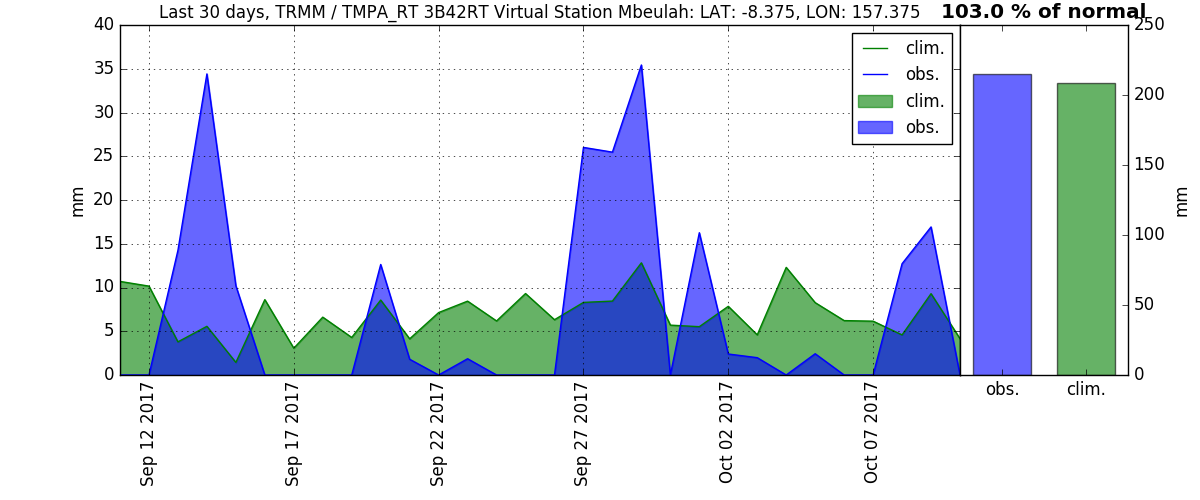 Last 30 days, TRMM / TMPA_RT 3B42RT Virtual Station Mbeulah: LAT: -8.375, LON: 157.375
103.0 % of normal
40
35
30
25
20
15
10
5
0
mm
clim.
obs.
clim.
obs.
Sep 12 2017
Sep 17 2017
Sep 22 2017
Sep 27 2017
Oct 02 2017
Oct 07 2017
250
200
150
100
50
0
mm
obs.
clim.